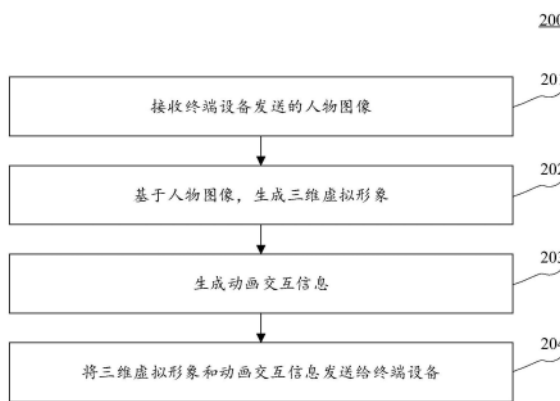 200
接收终端设备发送的人物图像
20
基于人物图像，生成三维虚拟形象
202
生成动画交互信息
203
将三维虚拟形象和动画交互信息发送给终端设备
204